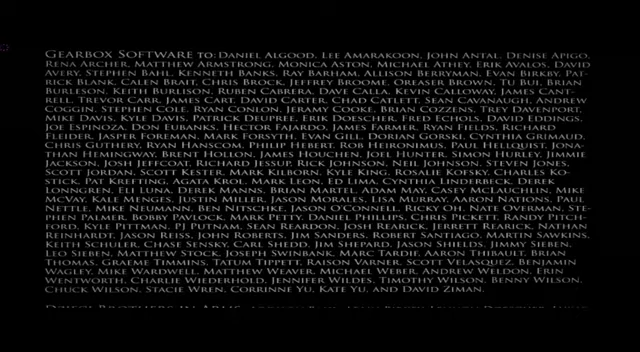 GEARBOX SOFTWARE TO: DANIEL ALGOOD, LEE AMARAKOON, JOHN ANTAL, DENISE APIGO,
RENA ARCHER, MATTHEW ARMSTRONG, MONICA ASTON, MICHAEL ATHEY, ERIK AVALOS, DAVID
AVERY, STEPHEN BAHL, KENNETH BANKS, RAY BARHAM, ALLISON BERRYMAN, EVAN BIRKBY, PAT-
RICK BLANK, CALEN BRAIT, CHRIS BROCK, JEFFREY BROOME, OREASER BROWN, TU BUI, BRIAN
BURLESON, KEITH BURLISON, RUBEN CABRERA, DAVE CALLA, KEVIN CALLOWAY, JAMES CANT-
RELL, TREVOR CARR, JAMES CART, DAVID CARTER, CHAD CATLETT, SEAN CAVANAUGH, ANDREW
COGGIN, STEPHEN COLE, RYAN CONLON, JERAMY COOKE, BRIAN COZZENS, TREY DAVENPORT,
MIKE DAVIS, KYLE DAVIS, PATRICK DEUPREE, ERIK DOESCHER, FRED ECHOLS, DAVID EDDINGS,
JOE ESPINOZA, DON EUBANKS, HECTOR FAJARDO, JAMES FARMER, RYAN FIELDS, RICHARD
FLEIDER, JASPER FOREMAN, MARK FORSYTH, EVAN GILL, DORIAN GORSKI, CYNTHIA GRIMAUD,
CHRIS GUTHERY, RYAN HANSCOM, PHILIP HEBERT, ROB HEIRONIMUS, PAUL HELLQUIST, JONA-
THAN HEMINGWAY, BRENT HOLLON, JAMES HOUCHEN, JOEL HUNTER, SIMON HURLEY, JIMMIE
JACKSON, JOSH JEFFCOAT, RICHARD JESSUP, RICK JOHNSON, NEIL JOHNSON, STEVEN JONES,
SCOTT JORDAN, SCOTT KESTER, MARK KILBORN, KYLE KING, ROSALIE KOFSKY, CHARLES KO-
STICK, PAT KREFTING, AGATA KROL, MARK LEON, ED LIMA, CYNTHIA LINDERBECK, DEREK
LONNGREN, ELI LUNA, DEREK MANNS, BRIAN MARTEL, ADAM MAY, CASEY MCLAUCHLIN, MIKE
MCVAY, KALE MENGES, JUSTIN MILLER, JASON MORALES, LISA MURRAY, AARON NATIONS, PAUL
NETTLE, MIKE NEUMANN, BEN NITSCHKE, JASON O'CONNELL, RICKY OH, NATE OVERMAN, STE-
PHEN PALMER, BOBBY PAVLOCK, MARK PETTY, DANIEL PHILLIPS, CHRIS PICKETT, RANDY PITCH-
FORD, KYLE PITTMAN, PJ PUTNAM, SEAN REARDON, JOSH REARICK, JERRETT REARICK, NATHAN
REINHARDT, JASON REISS, JOHN ROBERTS, JIM SANDERS, ROBERT SANTIAGO, MARTIN SAWKINS,
KEITH SCHULER, CHASE SENSKY, CARL SHEDD, JIM SHEPARD, JASON SHIELDS, JIMMY SIEBEN,
LEO SIEBEN, MATTHEW STOCK, JOSEPH SWINBANK, MARC TARDIF, AARON THIBAULT, BRIAN
THOMAS, GRAEME TIMMINS, TATUM TIPPETT, RAISON VARNER, SCOTT VELASQUEZ, BENJAMIN
WAGLEY, MIKE WARDWELL, MATTHEW WEAVER, MICHAEL WEBER, ANDREW WELDON, ERIN
WENTWORTH, CHARLIE WIEDERHOLD, JENNIFER WILDES, TIMOTHY WILSON, BENNY WILSON,
CHUCK WILSON, STACIE WREN, CORRINNE YU, KATE YU, AND DAVID ZIMAN.
BROTHERS IN ARMS